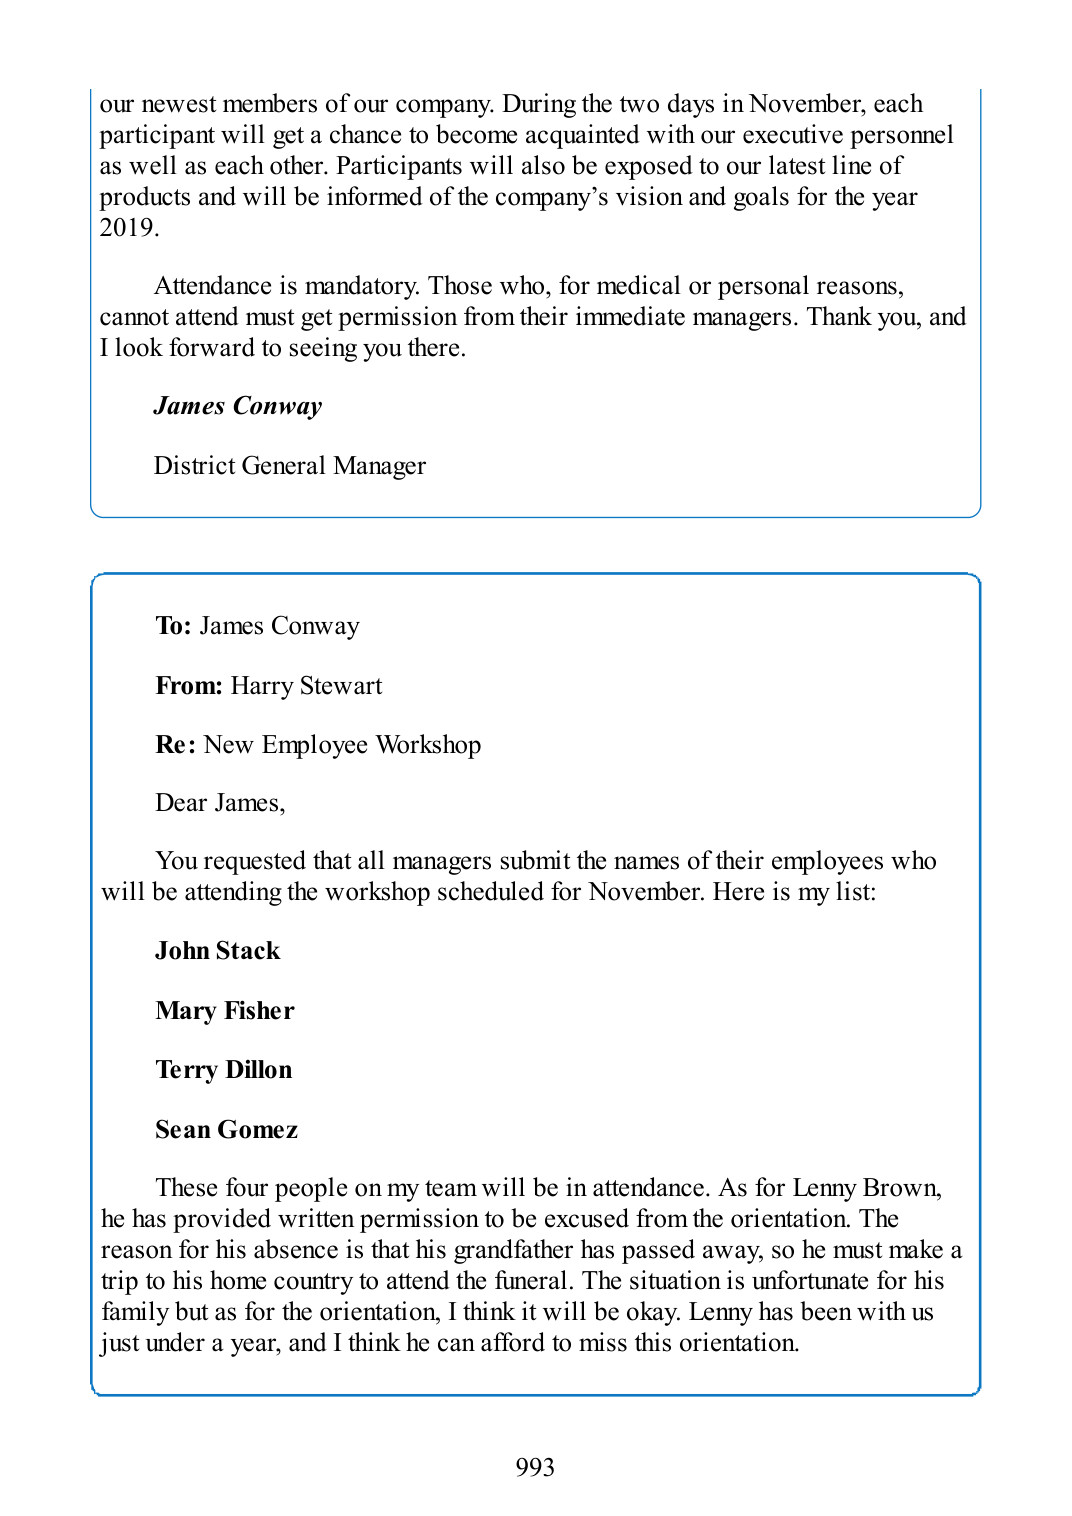 our newest members of our company. During the two days in November, each
participant will get a chance to become acquainted with our executive personnel
as well as each other. Participants will also be exposed to our latest line of
products and will be informed of the company’s vision and goals for the year
2019.
Attendance is mandatory. Those who, for medical or personal reasons,
cannot attend must get permission from their immediate managers. Thank you, and
I look forward to seeing you there.
James Conway
District General Manager
To: James Conway
From: Harry Stewart
Re: New Employee Workshop
Dear James,
You requested that all managers submit the names of their employees who
will be attending the workshop scheduled for November. Here is my list:
John Stack
Mary Fisher
Terry Dillon
Sean Gomez
These four people on my team will be in attendance. As for Lenny Brown,
he has provided written permission to be excused from the orientation. The
reason for his absence is that his grandfather has passed away, so he must make a
trip to his home country to attend the funeral. The situation is unfortunate for his
family but as for the orientation, I think it will be okay. Lenny has been with us
just under a year, and I think he can afford to miss this orientation.
993